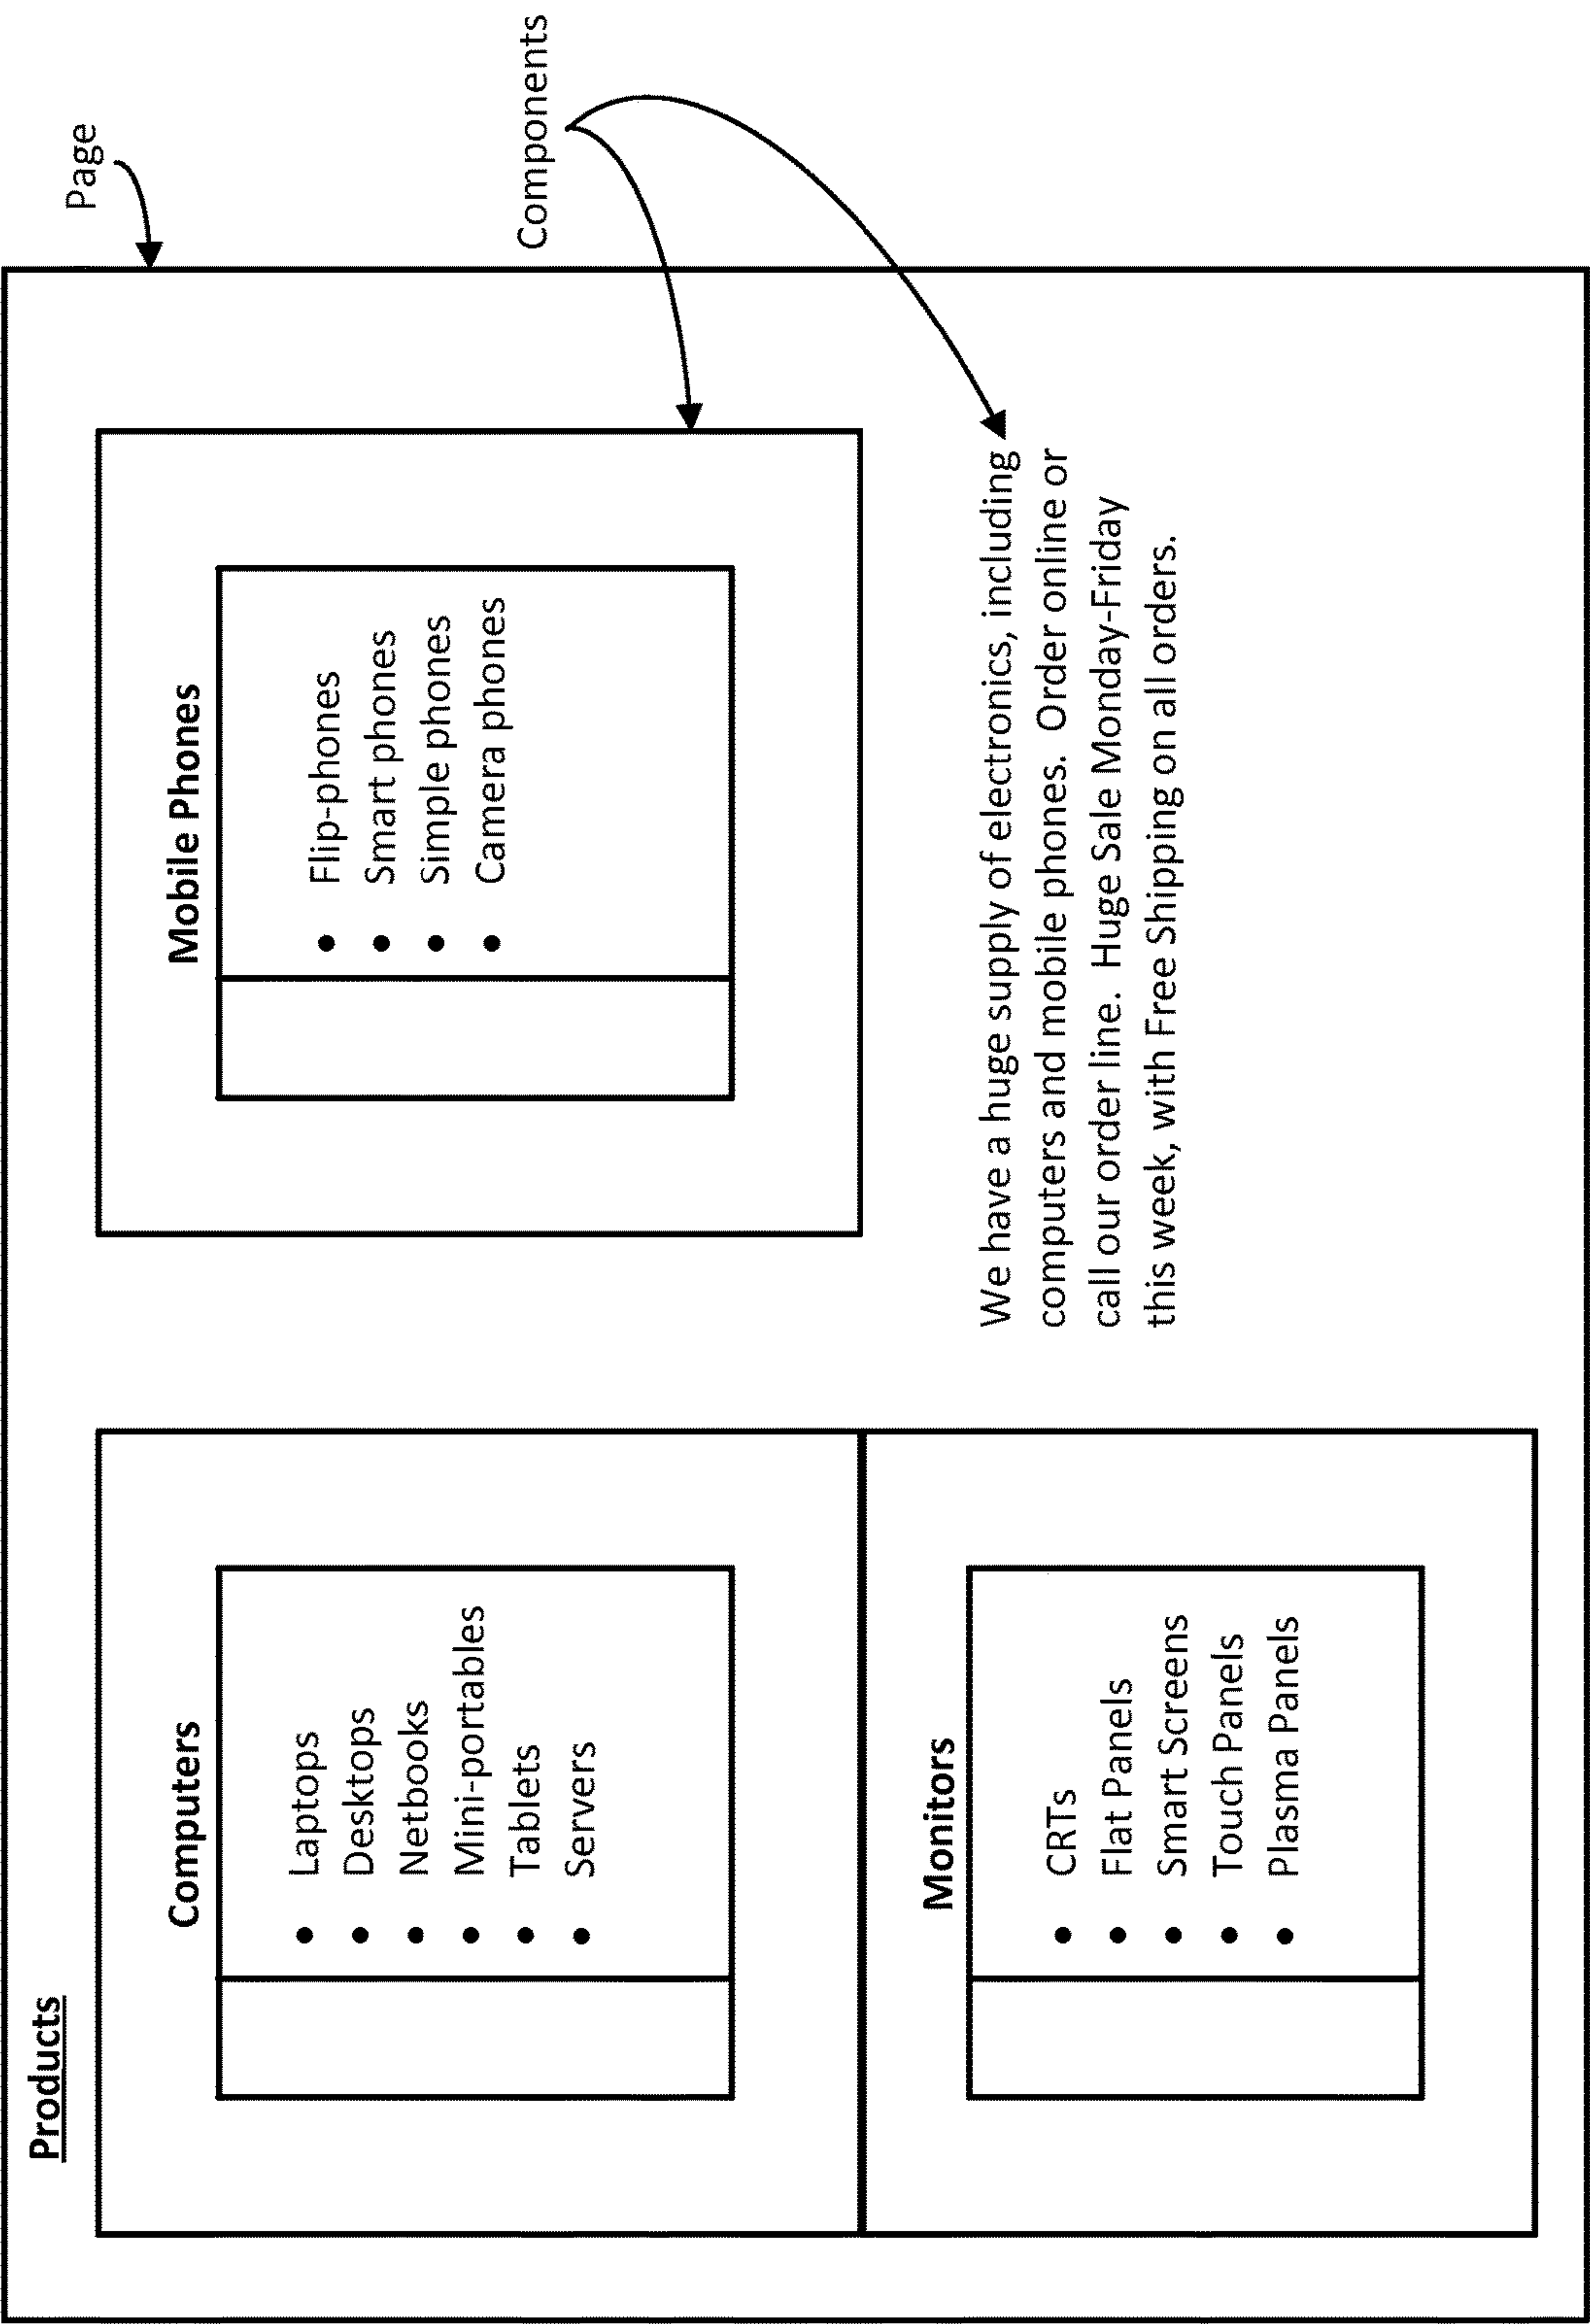 Page
Components
Products
Computers
• Laptops
• Desktops
• Netbooks
• Mini-portables
• Tablets
• Servers
Monitors
• CRTs
• Flat Panels
• Smart Screens
• Touch Panels
• Plasma Panels
Mobile Phones
• Flip-phones
• Smart phones
• Simple phones
• Camera phones
We have a huge supply of electronics, including
computers and mobile phones.  Order online or
call our order line.  Huge Sale Monday-Friday
this week, with Free Shipping on all orders.